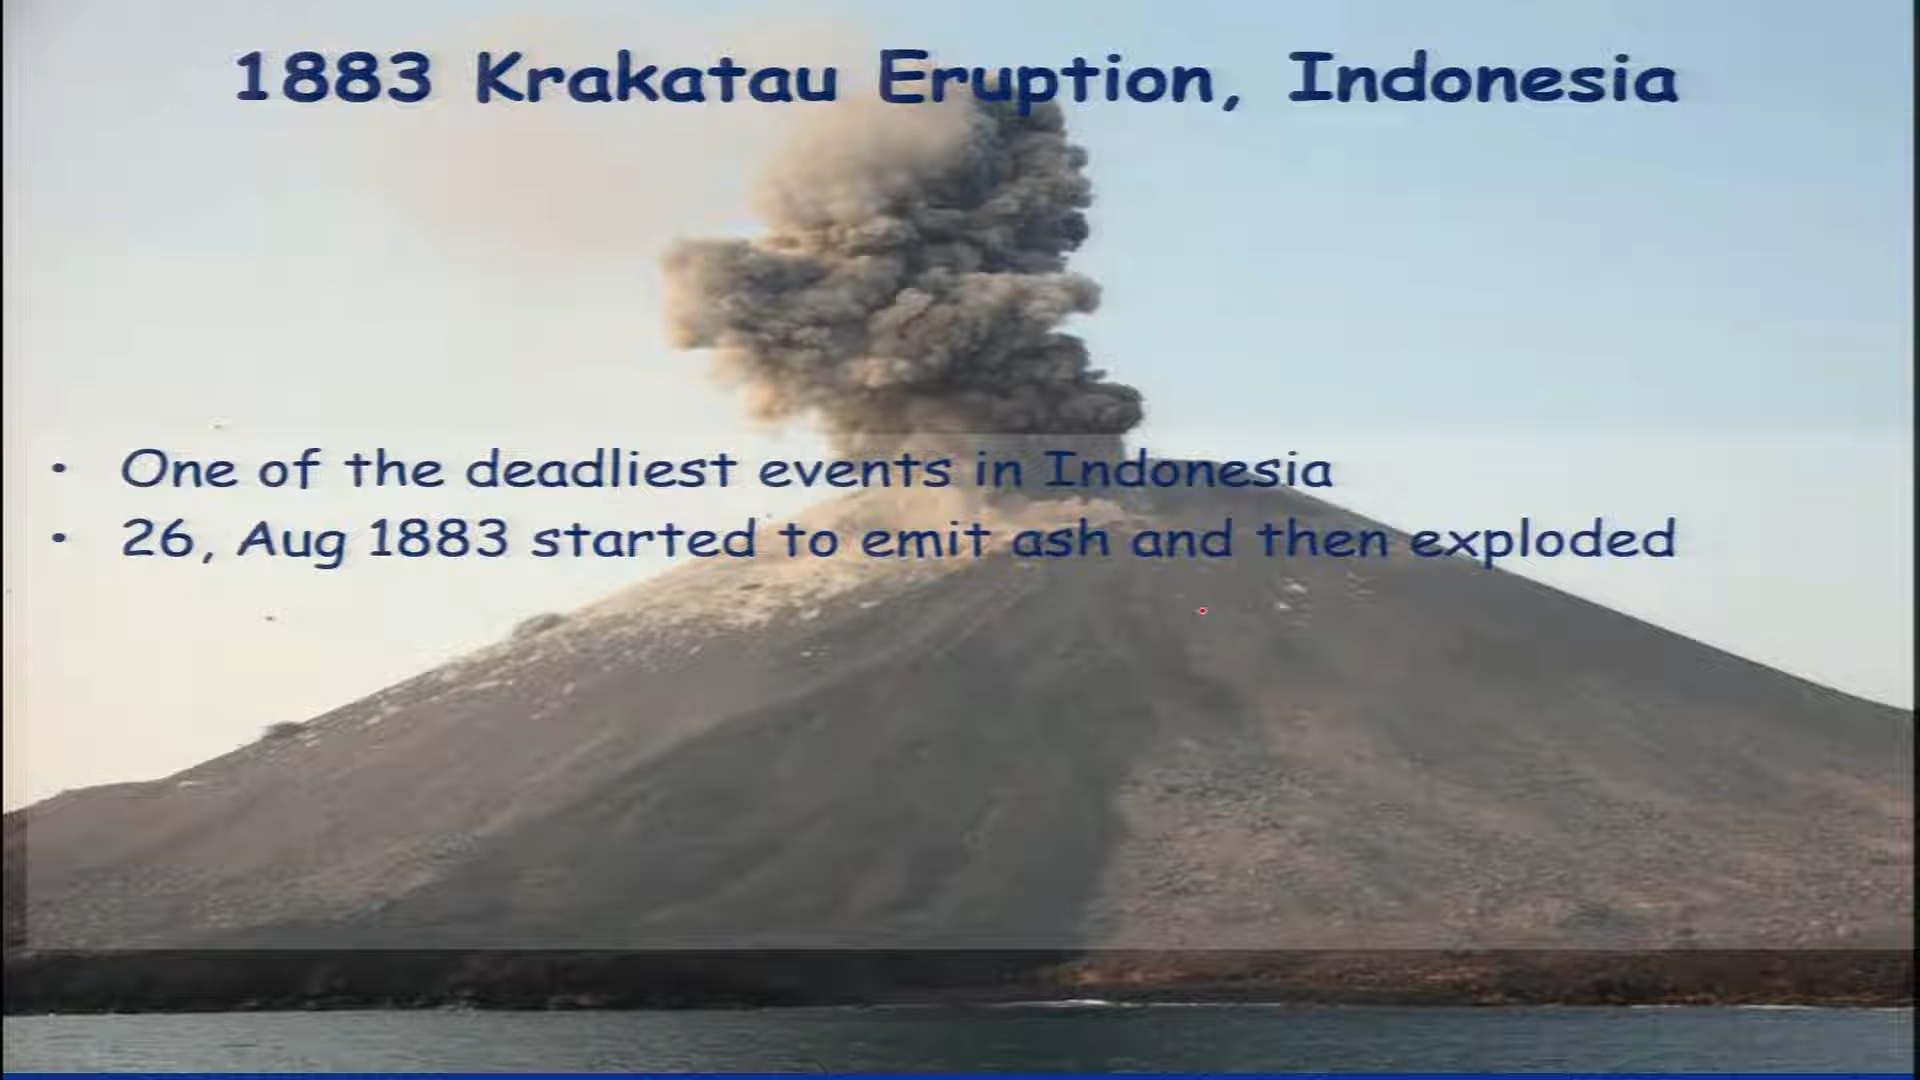 1883 Krakatau Eruption, Indonesia
• One of the deadliest events in Indonesia
• 26, Aug 1883 started to emit ash and then exploded